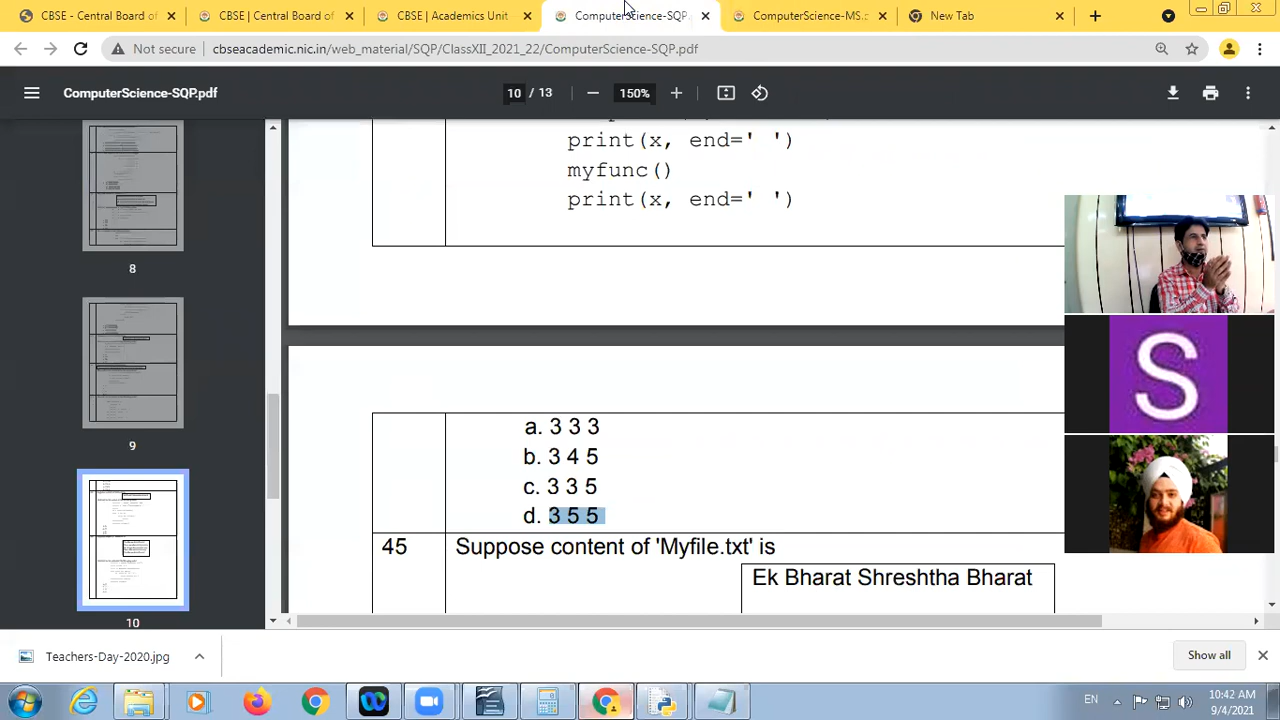 CBSE - Central Board of
CBSE | Central Board of
CBSE | Academics Unit
ComputerScience-SQP.
ComputerScience-MS.p
New Tab
Not secure
cbseacademic.nic.in/web_material/SQP/ClassXII_2021_22/ComputerScience-SQP.pdf
ComputerScience-SQP.pdf
10 / 13
150%
print(x, end=' ')
myfunc()
print(x, end=' ')
8
9
10
a. 3 3 3
b. 3 4 5
c. 3 3 5
d. 3 5 5
45
Suppose content of 'Myfile.txt' is
Ek Bharat Shreshtha Bharat
S
Teachers-Day-2020.jpg
Show all
EN
10:42 AM
9/4/2021